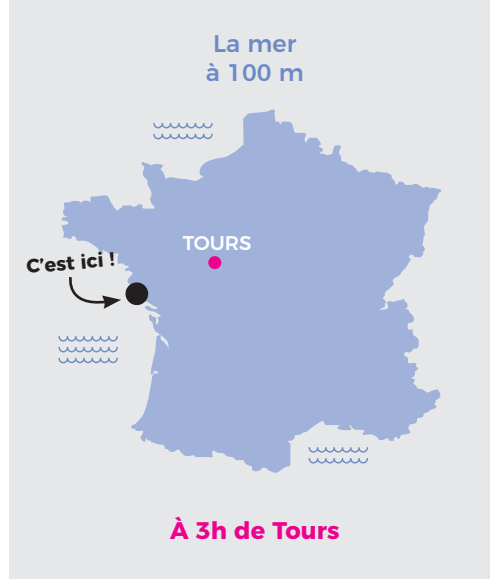 La mer
à 100 m
TOURS
C'est ici !
À 3h de Tours